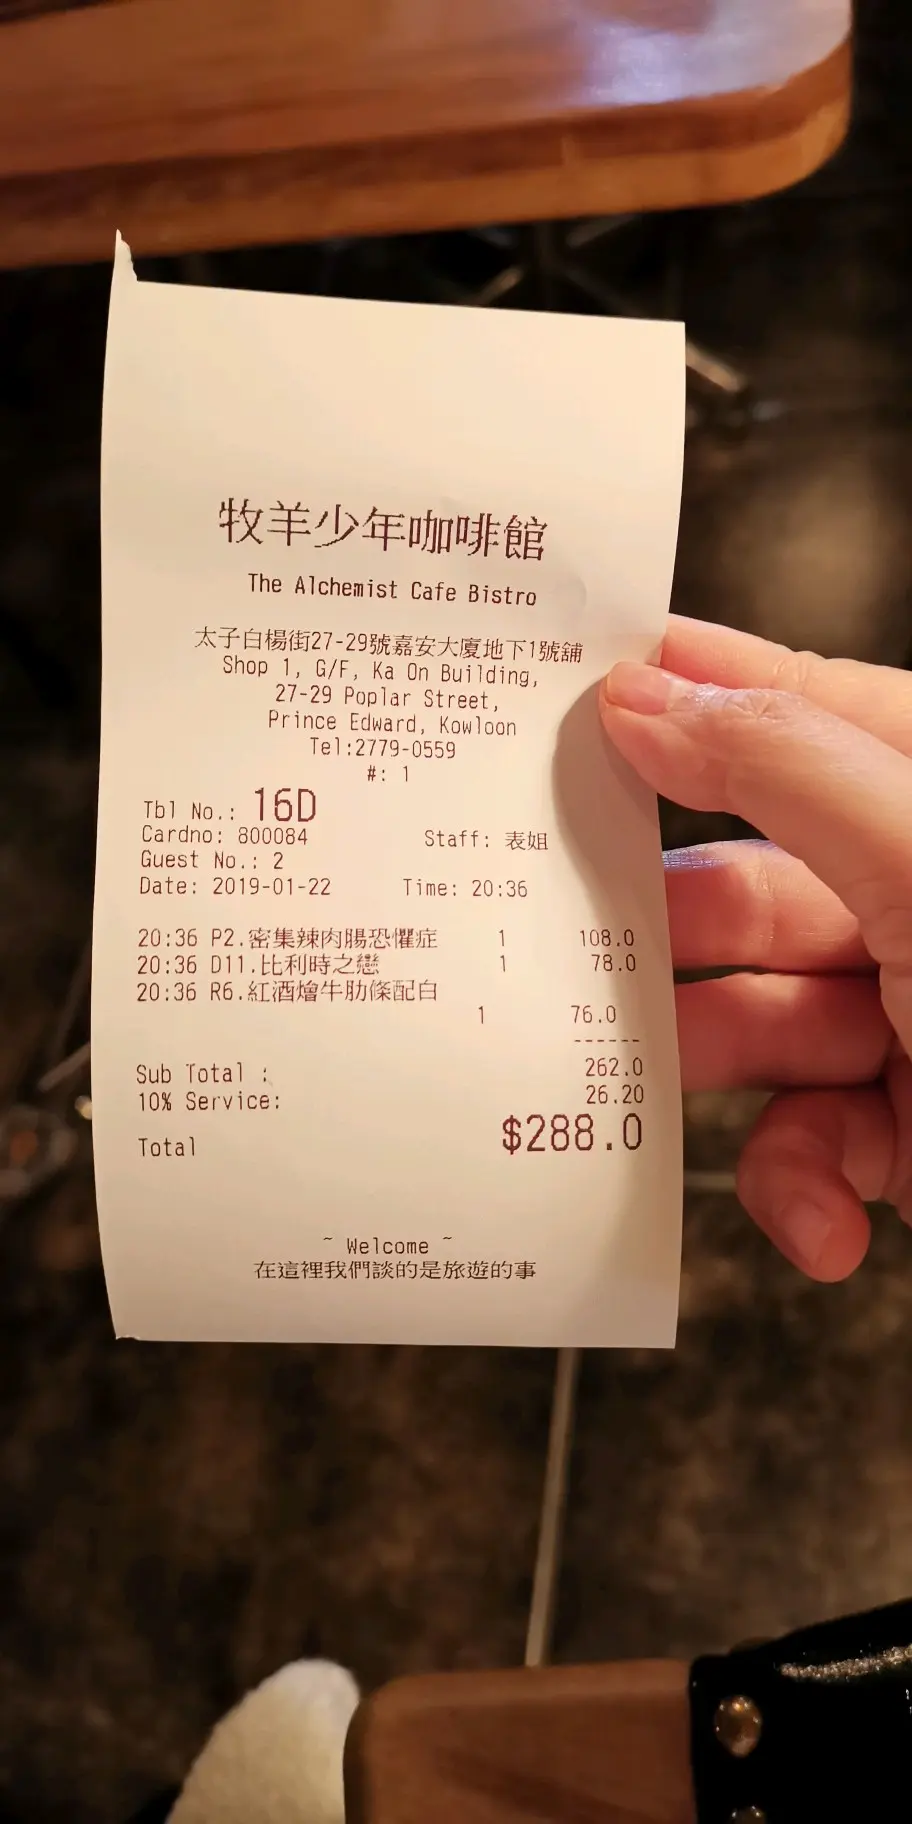 牧羊少年咖啡館
The Alchemist Cafe Bistro
太子白楊街27-29號嘉安大廈地下1號舖
Shop 1, G/F, Ka On Building,
27-29 Poplar Street,
Prince Edward, Kowloon
Tel:2779-0559
#: 1
Tbl No.: 16D
Cardno: 800084 Staff: 表姐
Guest No.: 2
Date: 2019-01-22 Time: 20:36
20:36 P2.密集辣肉腸恐懼症 1 108.0
20:36 D11.比利時之戀 1 78.0
20:36 R6.紅酒燴牛肋條配白
1 76.0
------
Sub Total : 262.0
10% Service: 26.20
Total $288.0
~ Welcome ~
在這裡我們談的是旅遊的事